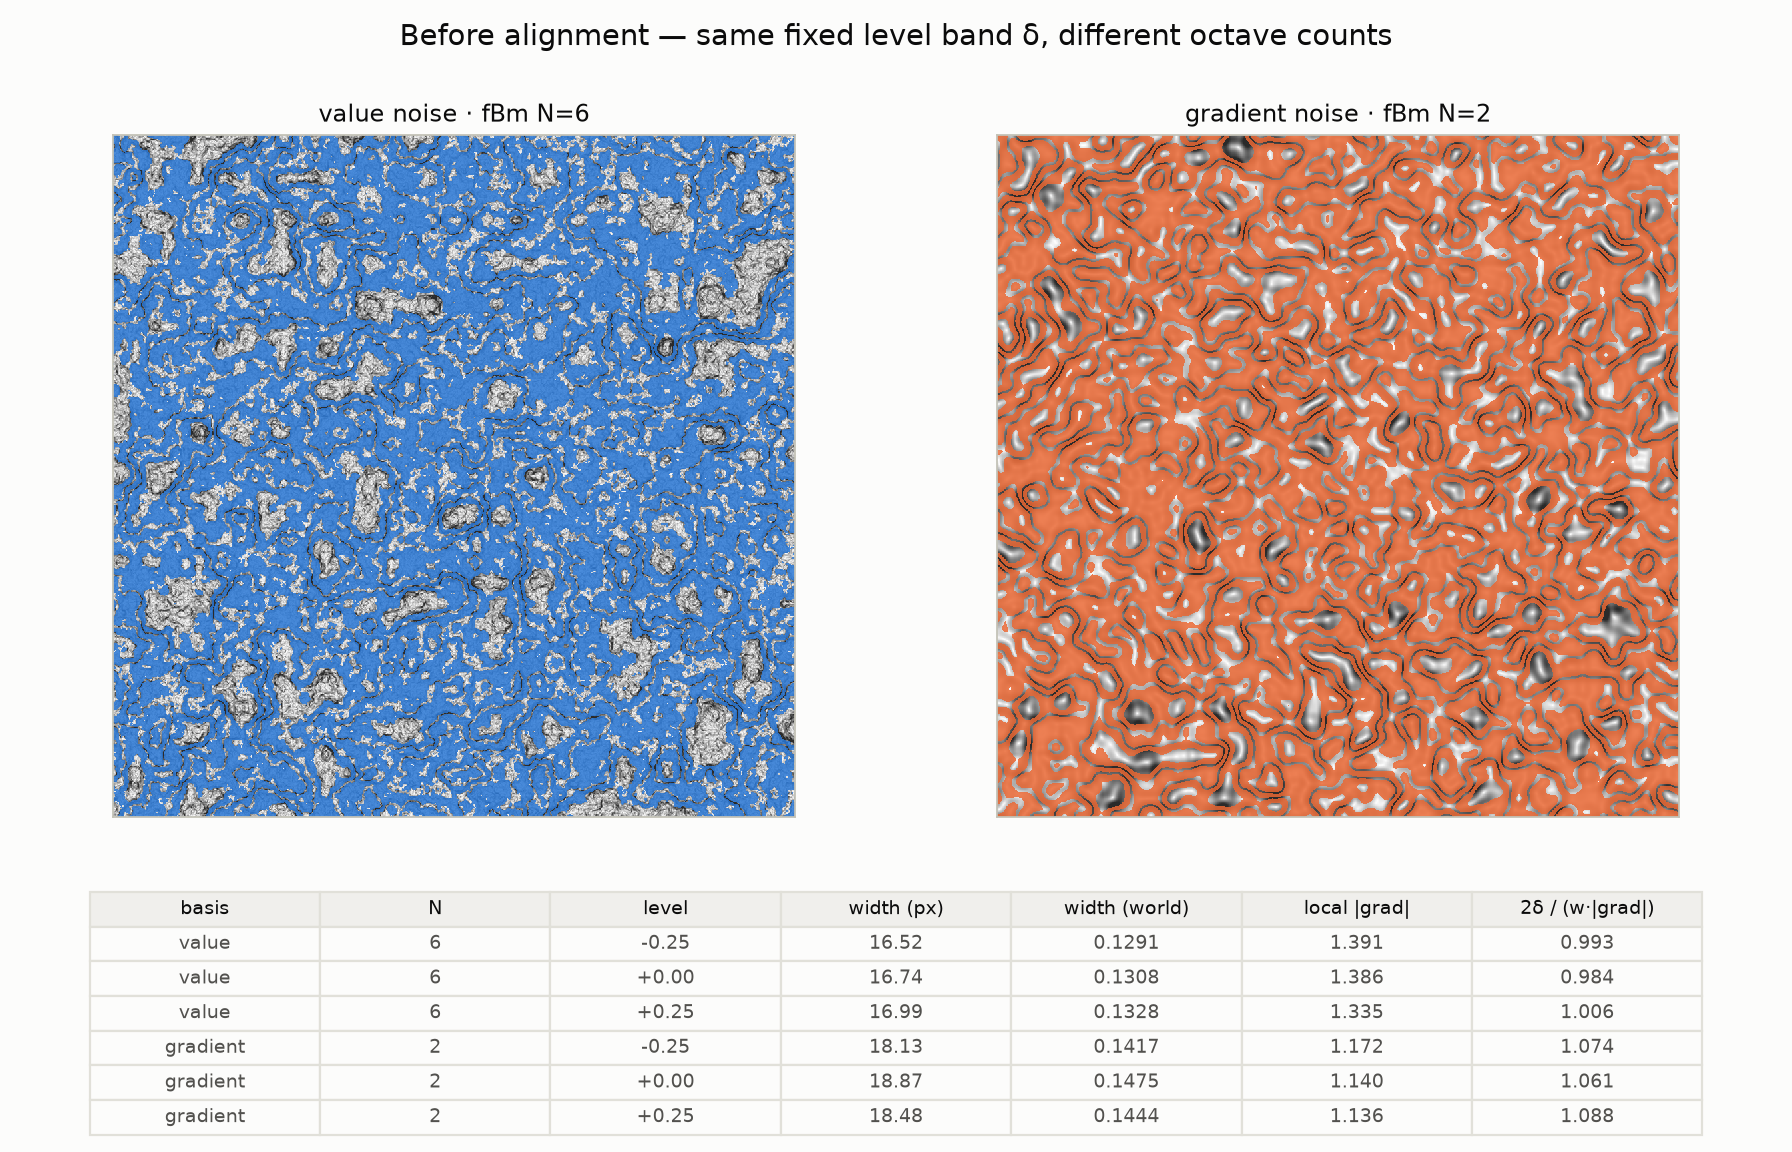 Before alignment — same fixed level band δ, different octave counts
value noise · fBm N=6
gradient noise · fBm N=2
basis N level width (px) width (world) local |grad| 2δ / (w·|grad|)
value 6 -0.25 16.52 0.1291 1.391 0.993
value 6 +0.00 16.74 0.1308 1.386 0.984
value 6 +0.25 16.99 0.1328 1.335 1.006
gradient 2 -0.25 18.13 0.1417 1.172 1.074
gradient 2 +0.00 18.87 0.1475 1.140 1.061
gradient 2 +0.25 18.48 0.1444 1.136 1.088